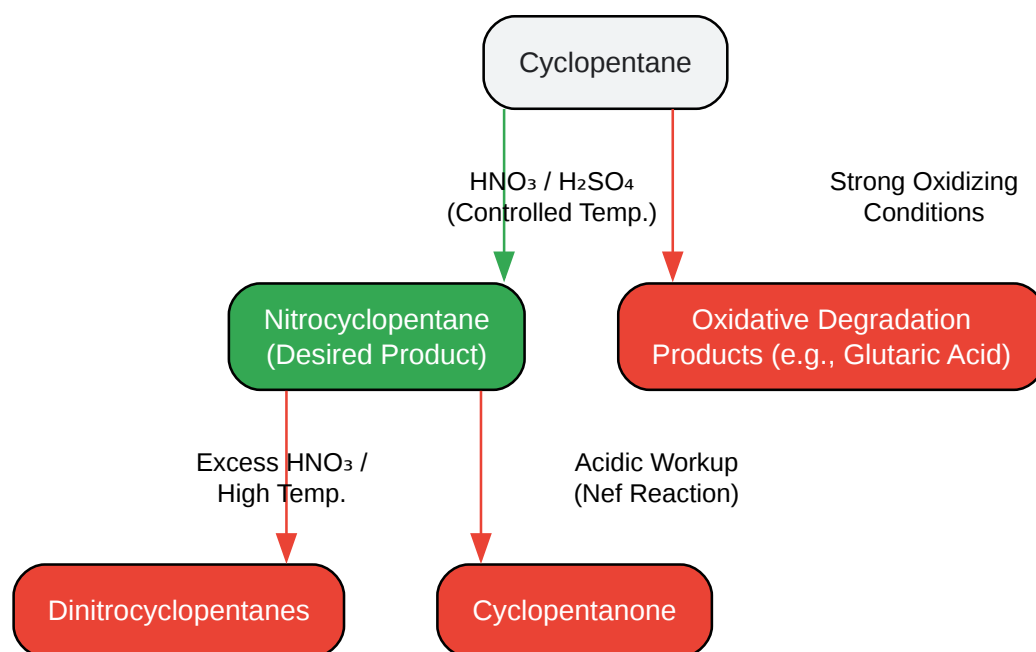 Cyclopentane
HNO₃ / H₂SO₄
(Controlled Temp.)
Strong Oxidizing
Conditions
Nitrocyclopentane
(Desired Product)
Oxidative Degradation
Products (e.g., Glutaric Acid)
Excess HNO₃ /
High Temp.
Acidic Workup
(Nef Reaction)
Dinitrocyclopentanes
Cyclopentanone